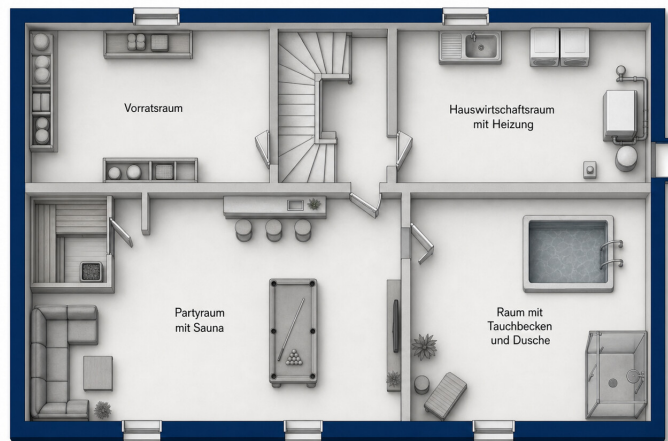 Vorratsraum
Hauswirtschaftsraum
mit Heizung
Partyraum
mit Sauna
Raum mit
Tauchbecken
und Dusche